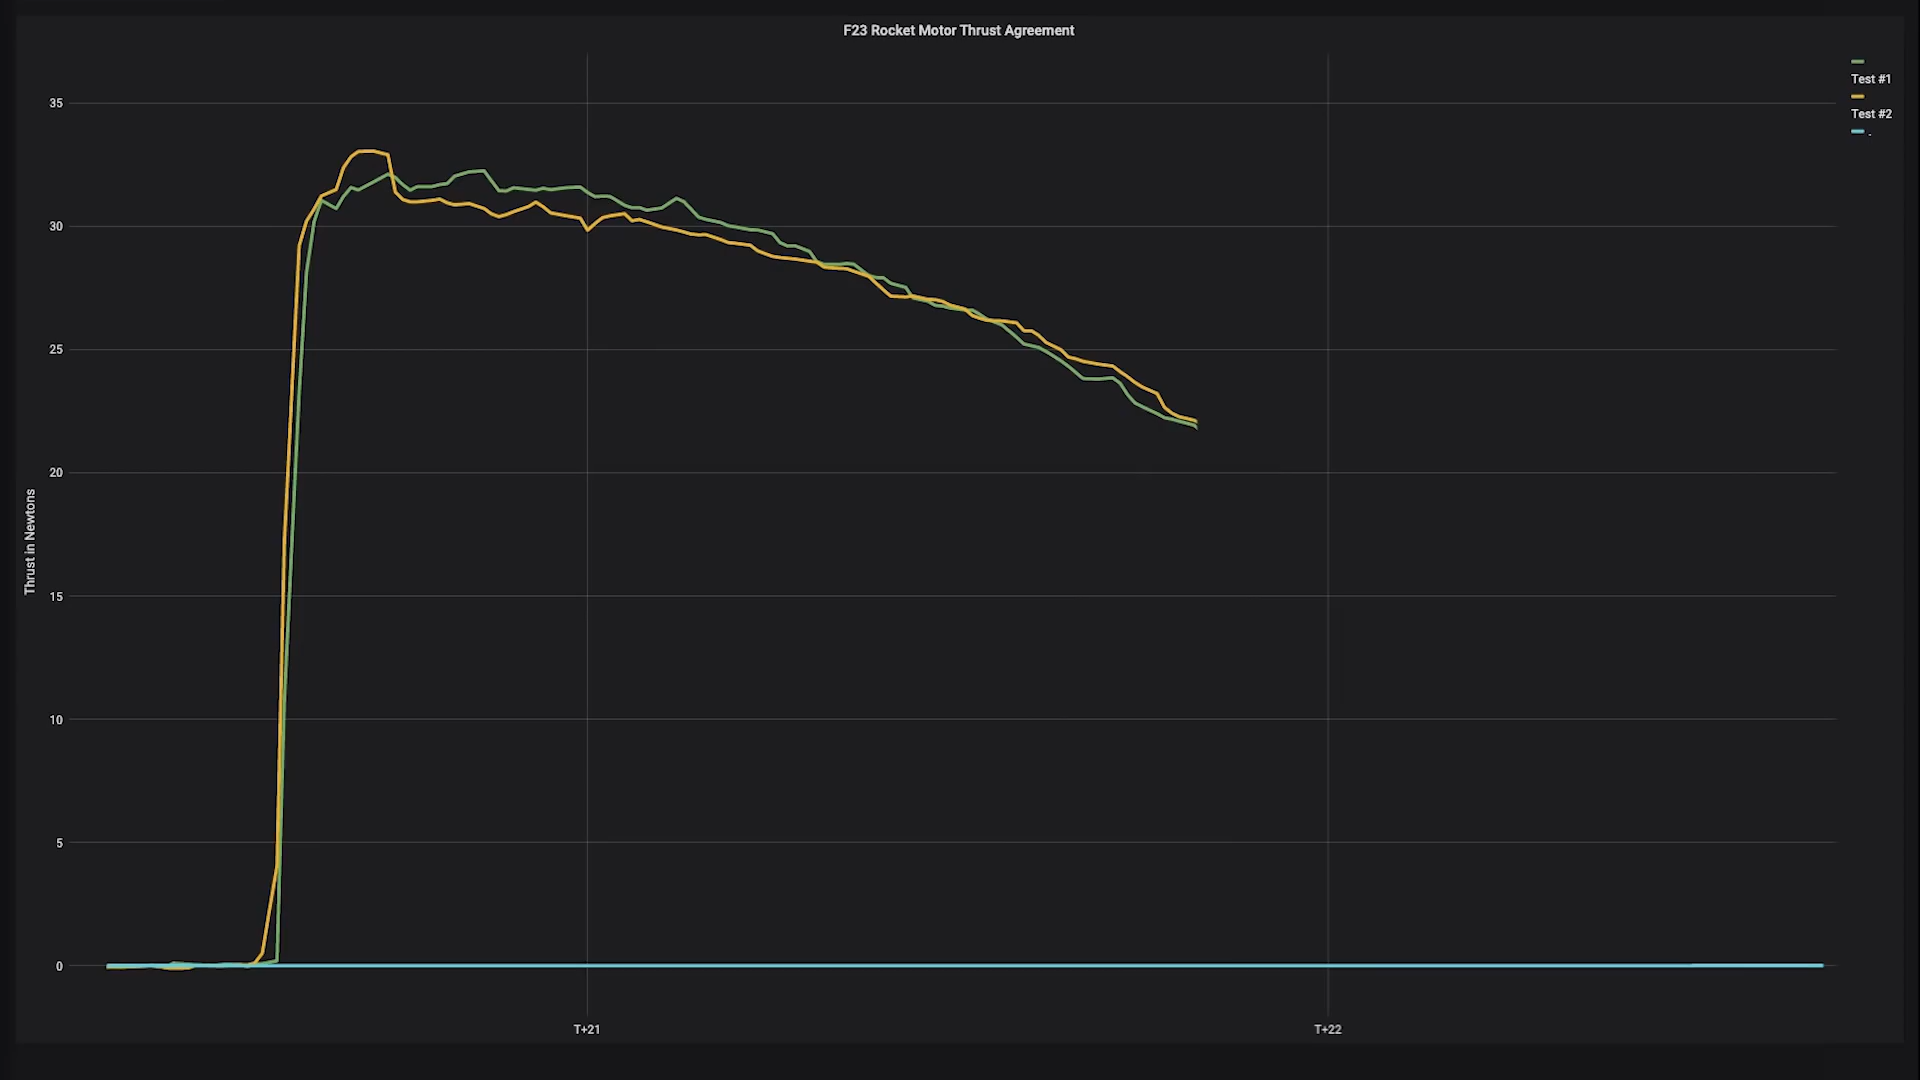 F23 Rocket Motor Thrust Agreement
Test #1
Test #2
.
35
30
25
20
15
10
5
0
Thrust in Newtons
T+21
T+22